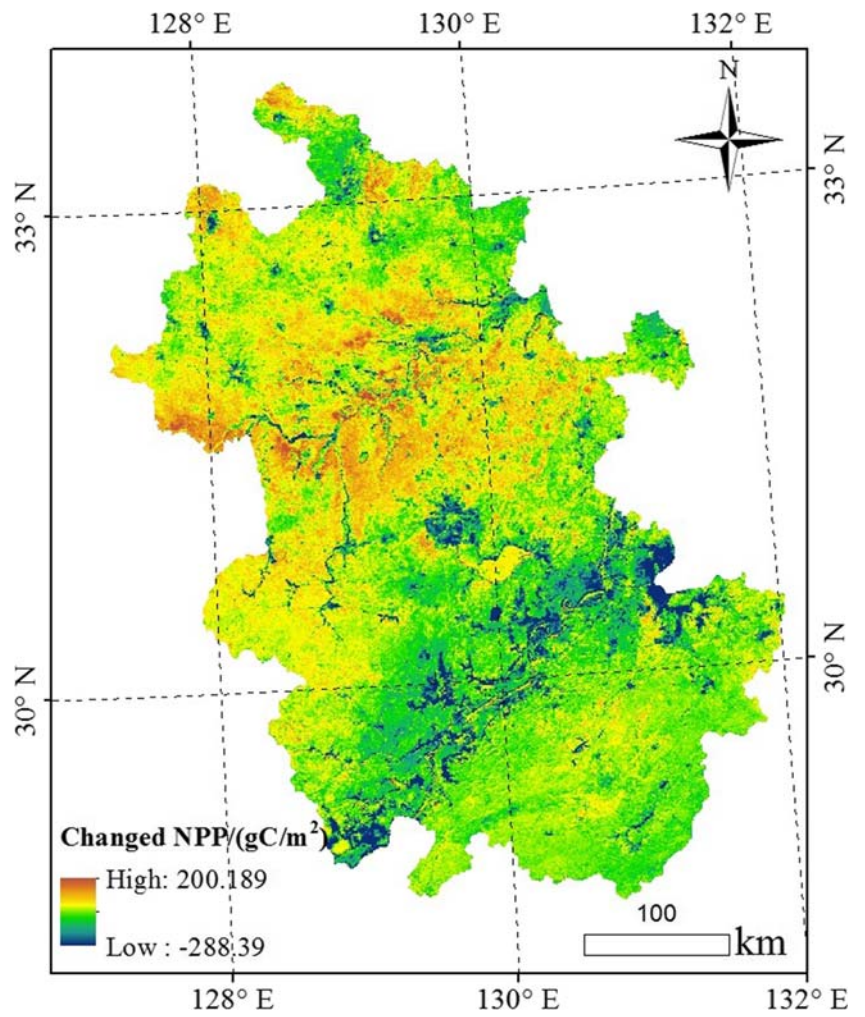 128° E 130° E 132° E
N
33° N
33° N
30° N
30° N
Changed NPP/(gC/m²)
High: 200.189
Low : -288.39
100
km
128° E 130° E 132° E